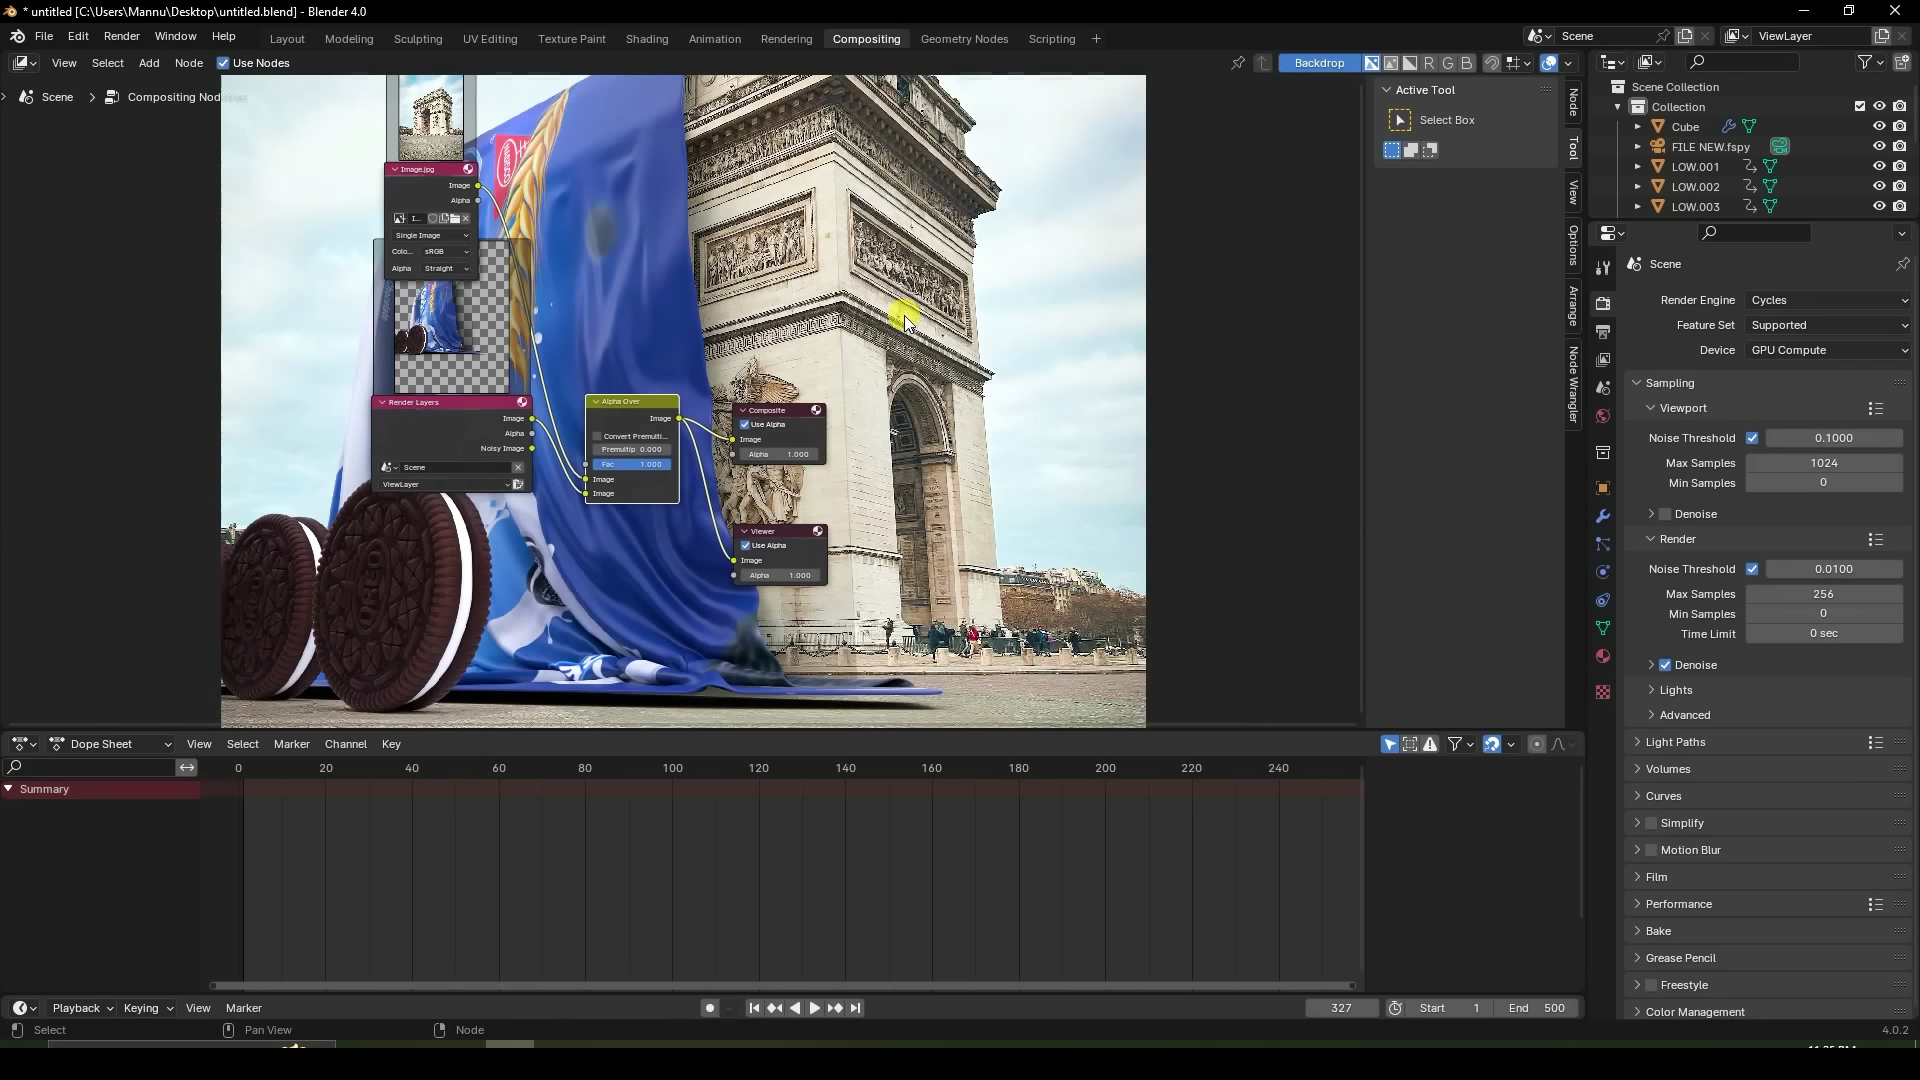 * untitled [C:\Users\Mannu\Desktop\untitled.blend] - Blender 4.0
File Edit Render Window Help
Layout Modeling Sculpting UV Editing Texture Paint Shading Animation Rendering Compositing Geometry Nodes Scripting +
Scene
ViewLayer
View Select Add Node Use Nodes
Backdrop
R G B
Scene > Compositing Nod
Active Tool
Select Box
Node
Tool
View
Options
Arrange
Node Wrangler
Image.jpg
Image
Alpha
I...
Single Image
Colo... sRGB
Alpha Straight
Render Layers
Image
Alpha
Noisy Image
Scene
ViewLayer
Alpha Over
Image
Convert Premulti...
Premultip 0.000
Fac 1.000
Image
Image
Composite
Use Alpha
Image
Alpha 1.000
Viewer
Use Alpha
Image
Alpha 1.000
OREO
Scene Collection
Collection
Cube
FILE NEW.fspy
LOW.001
LOW.002
LOW.003
Scene
Render Engine Cycles
Feature Set Supported
Device GPU Compute
Sampling
Viewport
Noise Threshold 0.1000
Max Samples 1024
Min Samples 0
Denoise
Render
Noise Threshold 0.0100
Max Samples 256
Min Samples 0
Time Limit 0 sec
Denoise
Lights
Advanced
Light Paths
Volumes
Curves
Simplify
Motion Blur
Film
Performance
Bake
Grease Pencil
Freestyle
Color Management
Dope Sheet View Select Marker Channel Key
0 20 40 60 80 100 120 140 160 180 200 220 240
Summary
Playback Keying View Marker
327
Start 1
End 500
Select
Pan View
Node
4.0.2